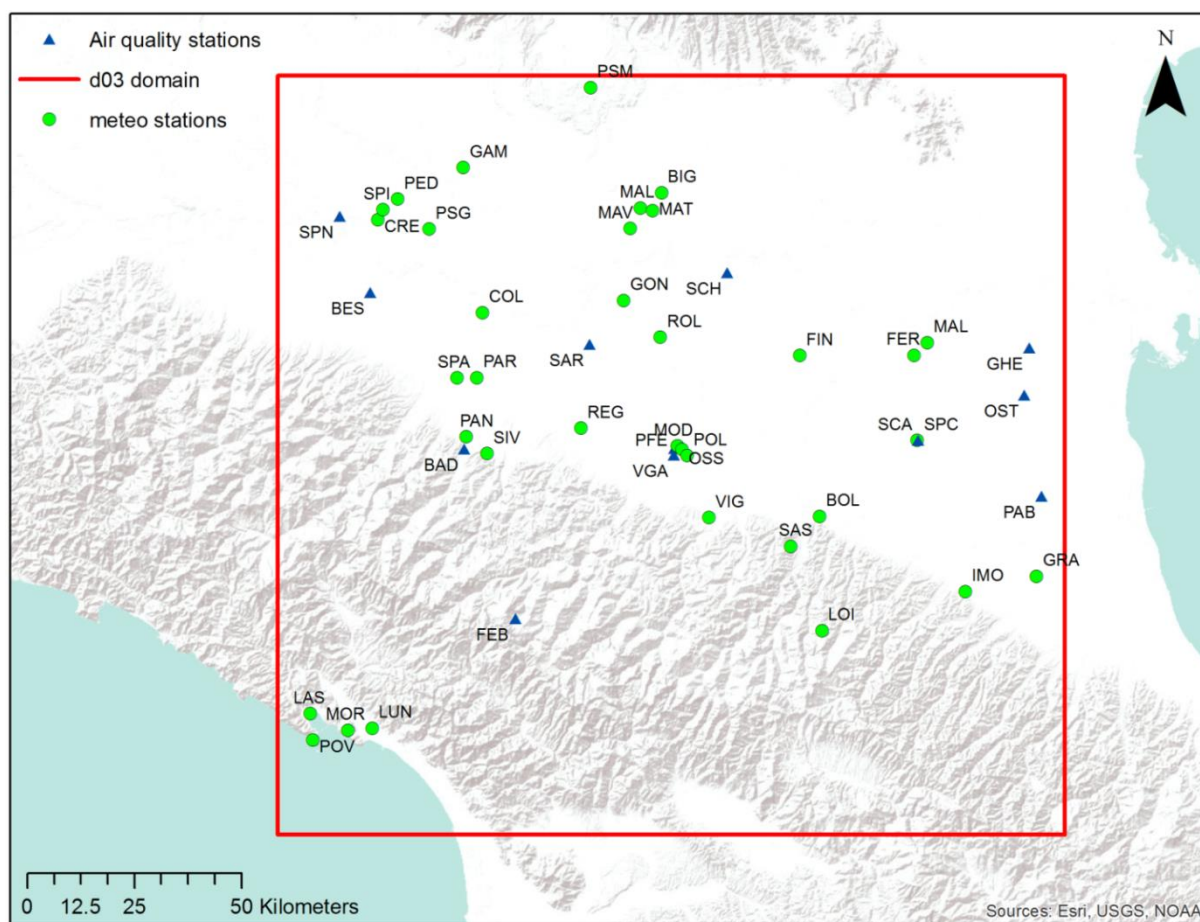 Air quality stations
d03 domain
meteo stations
N
PSM
GAM
PED
SPI
SPN
CRE
PSG
BIG
MAL
MAT
MAV
BES
COL
GON
SCH
ROL
SAR
FIN
FER
MAL
GHE
SPA
PAR
OST
PAN
REG
MOD
PFE
POL
SCA
SPC
BAD
SIV
VGA
OSS
VIG
BOL
PAB
SAS
IMO
GRA
FEB
LOI
LAS
MOR
LUN
POV
0 12.5 25 50 Kilometers
Sources: Esri, USGS, NOAA